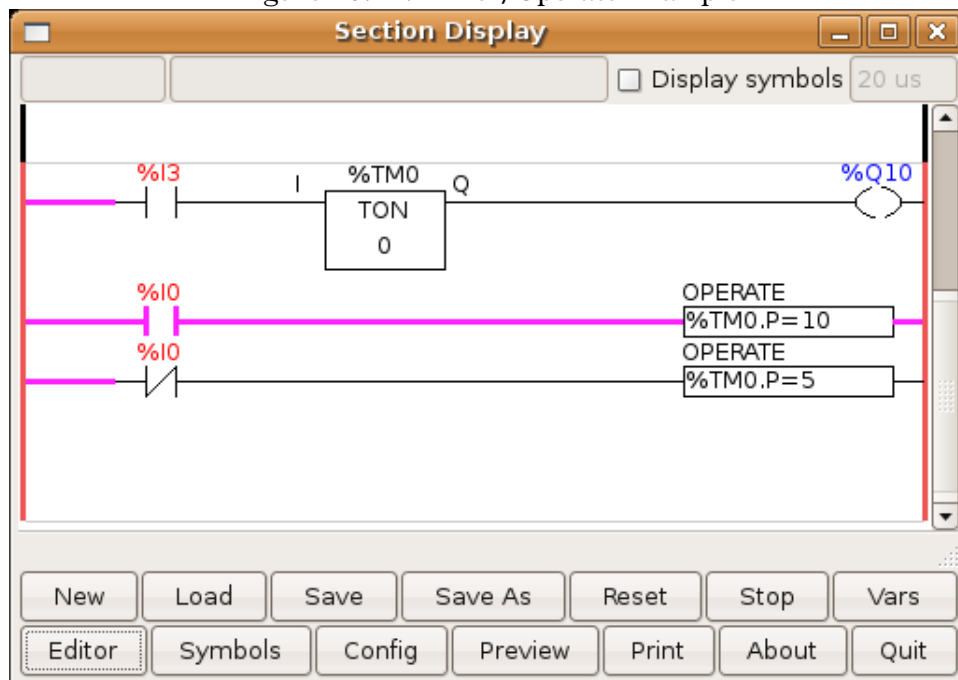 Section Display
Display symbols 20 us
%I3 I %TM0 Q %Q10
TON
0
%I0 OPERATE
%TM0.P=10
%I0 OPERATE
%TM0.P=5
New Load Save Save As Reset Stop Vars
Editor Symbols Config Preview Print About Quit